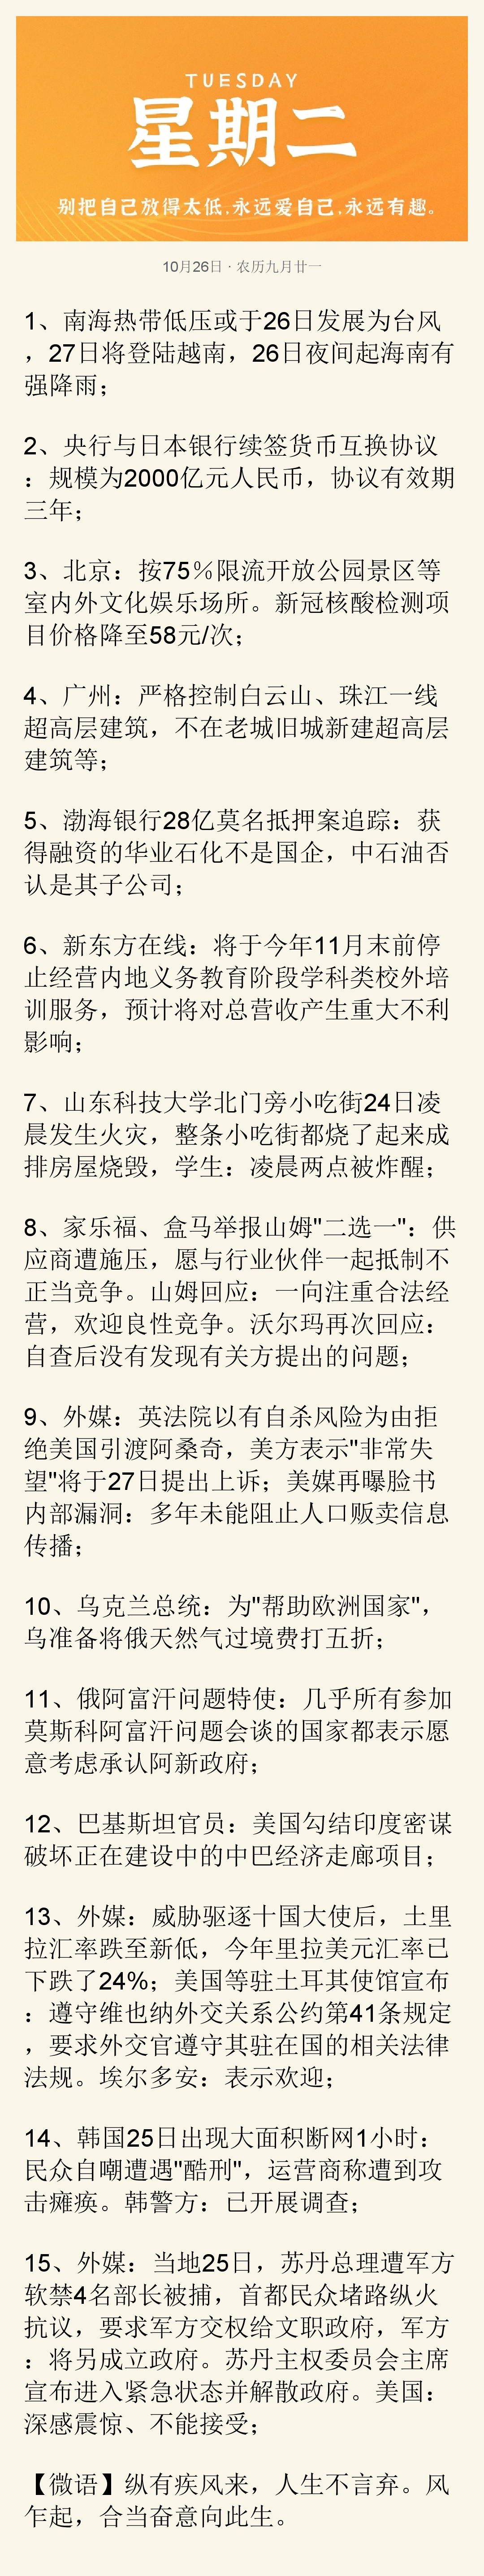 TUESDAY
星期二
别把自己放得太低,永远爱自己,永远有趣。
10月26日 · 农历九月廿一
1、南海热带低压或于26日发展为台风
，27日将登陆越南，26日夜间起海南有
强降雨；
2、央行与日本银行续签货币互换协议
：规模为2000亿元人民币，协议有效期
三年；
3、北京：按75％限流开放公园景区等
室内外文化娱乐场所。新冠核酸检测项
目价格降至58元/次；
4、广州：严格控制白云山、珠江一线
超高层建筑，不在老城旧城新建超高层
建筑等；
5、渤海银行28亿莫名抵押案追踪：获
得融资的华业石化不是国企，中石油否
认是其子公司；
6、新东方在线：将于今年11月末前停
止经营内地义务教育阶段学科类校外培
训服务，预计将对总营收产生重大不利
影响；
7、山东科技大学北门旁小吃街24日凌
晨发生火灾，整条小吃街都烧了起来成
排房屋烧毁，学生：凌晨两点被炸醒；
8、家乐福、盒马举报山姆"二选一"：供
应商遭施压，愿与行业伙伴一起抵制不
正当竞争。山姆回应：一向注重合法经
营，欢迎良性竞争。沃尔玛再次回应：
自查后没有发现有关方提出的问题；
9、外媒：英法院以有自杀风险为由拒
绝美国引渡阿桑奇，美方表示"非常失
望"将于27日提出上诉；美媒再曝脸书
内部漏洞：多年未能阻止人口贩卖信息
传播；
10、乌克兰总统：为"帮助欧洲国家"，
乌准备将俄天然气过境费打五折；
11、俄阿富汗问题特使：几乎所有参加
莫斯科阿富汗问题会谈的国家都表示愿
意考虑承认阿新政府；
12、巴基斯坦官员：美国勾结印度密谋
破坏正在建设中的中巴经济走廊项目；
13、外媒：威胁驱逐十国大使后，土里
拉汇率跌至新低，今年里拉美元汇率已
下跌了24%；美国等驻土耳其使馆宣布
：遵守维也纳外交关系公约第41条规定
，要求外交官遵守其驻在国的相关法律
法规。埃尔多安：表示欢迎；
14、韩国25日出现大面积断网1小时：
民众自嘲遭遇"酷刑"，运营商称遭到攻
击瘫痪。韩警方：已开展调查；
15、外媒：当地25日，苏丹总理遭军方
软禁4名部长被捕，首都民众堵路纵火
抗议，要求军方交权给文职政府，军方
：将另成立政府。苏丹主权委员会主席
宣布进入紧急状态并解散政府。美国：
深感震惊、不能接受；
【微语】纵有疾风来，人生不言弃。风
乍起，合当奋意向此生。